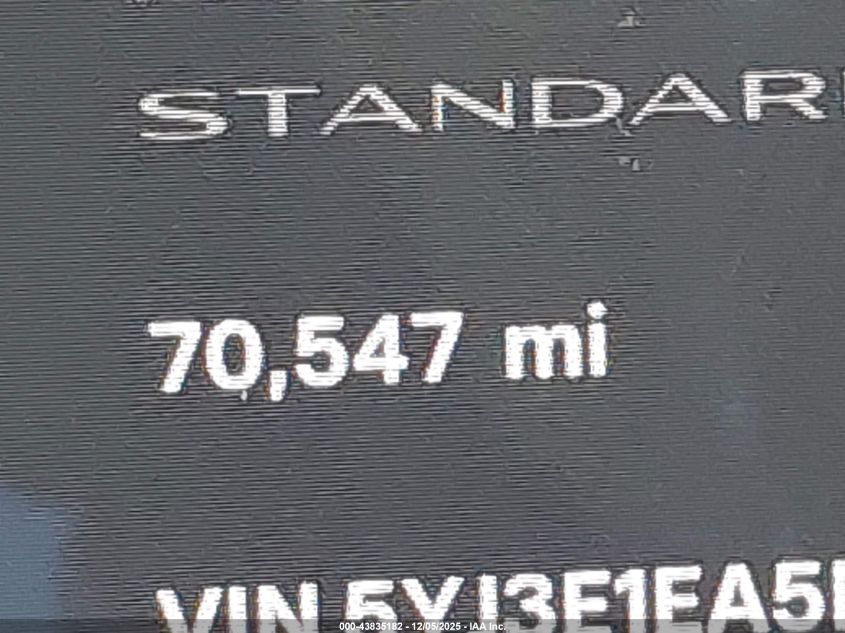 STANDAR
70,547 mi
VIN 5YJ3E1EA5
000-43835182 - 12/05/2025 - IAA Inc.